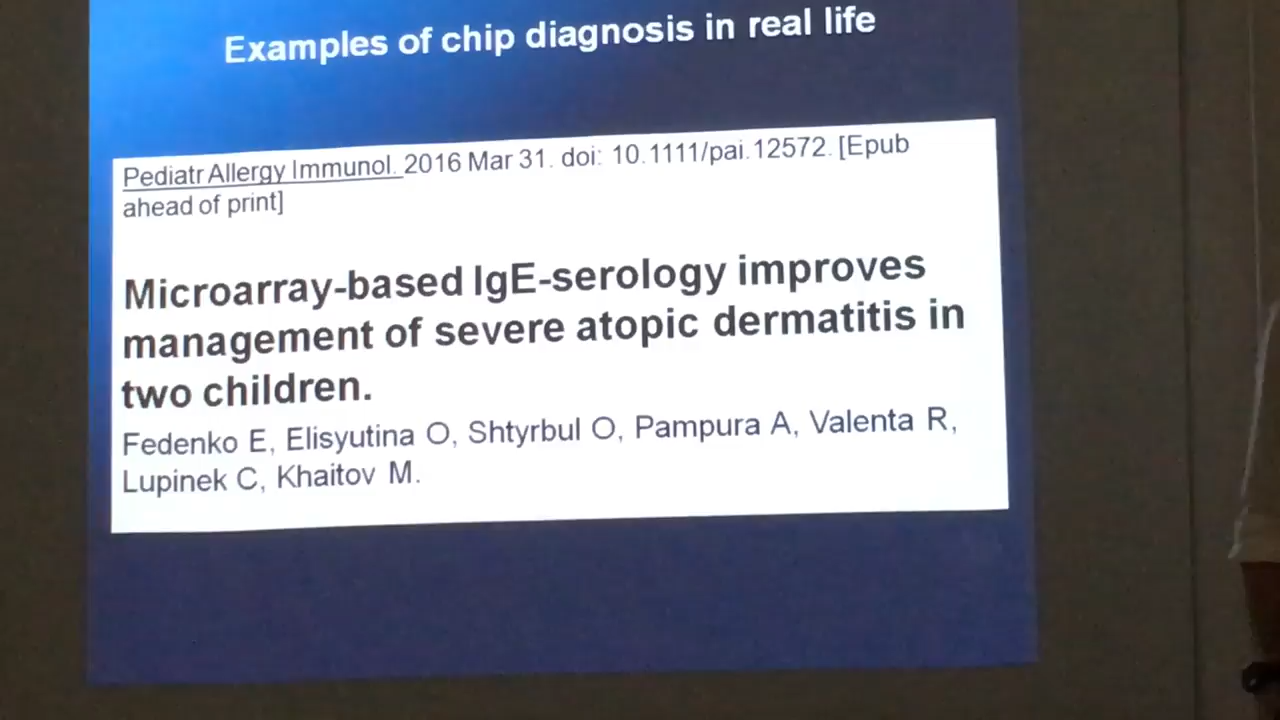 Examples of chip diagnosis in real life
Pediatr Allergy Immunol. 2016 Mar 31. doi: 10.1111/pai.12572. [Epub
ahead of print]
Microarray-based IgE-serology improves
management of severe atopic dermatitis in
two children.
Fedenko E, Elisyutina O, Shtyrbul O, Pampura A, Valenta R,
Lupinek C, Khaitov M.